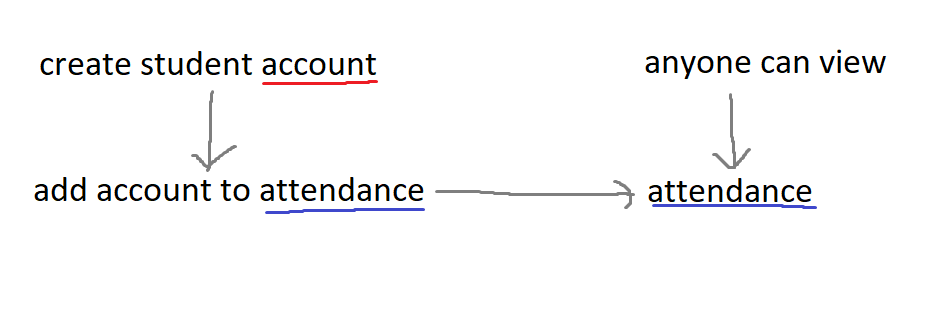 create student account
anyone can view
add account to attendance
attendance